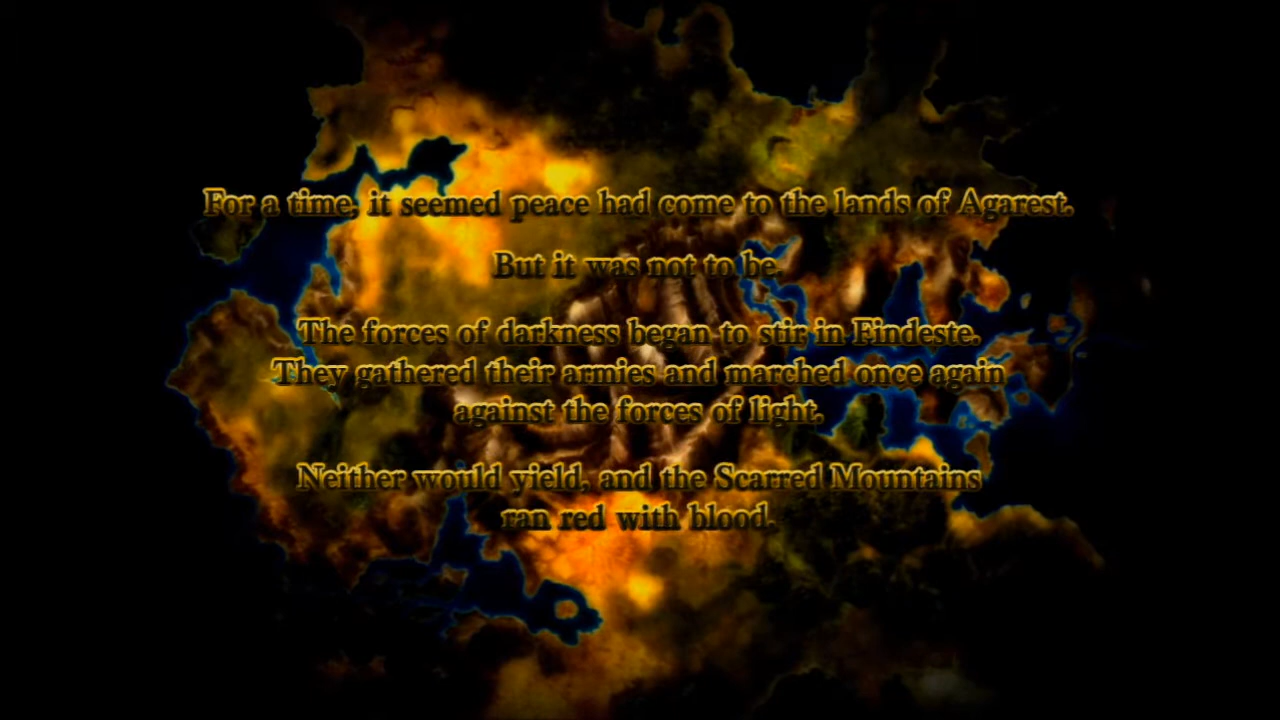 For a time, it seemed peace had come to the lands of Agarest.
But it was not to be.
The forces of darkness began to stir in Findeste.
They gathered their armies and marched once again
against the forces of light.
Neither would yield, and the Scarred Mountains
ran red with blood.